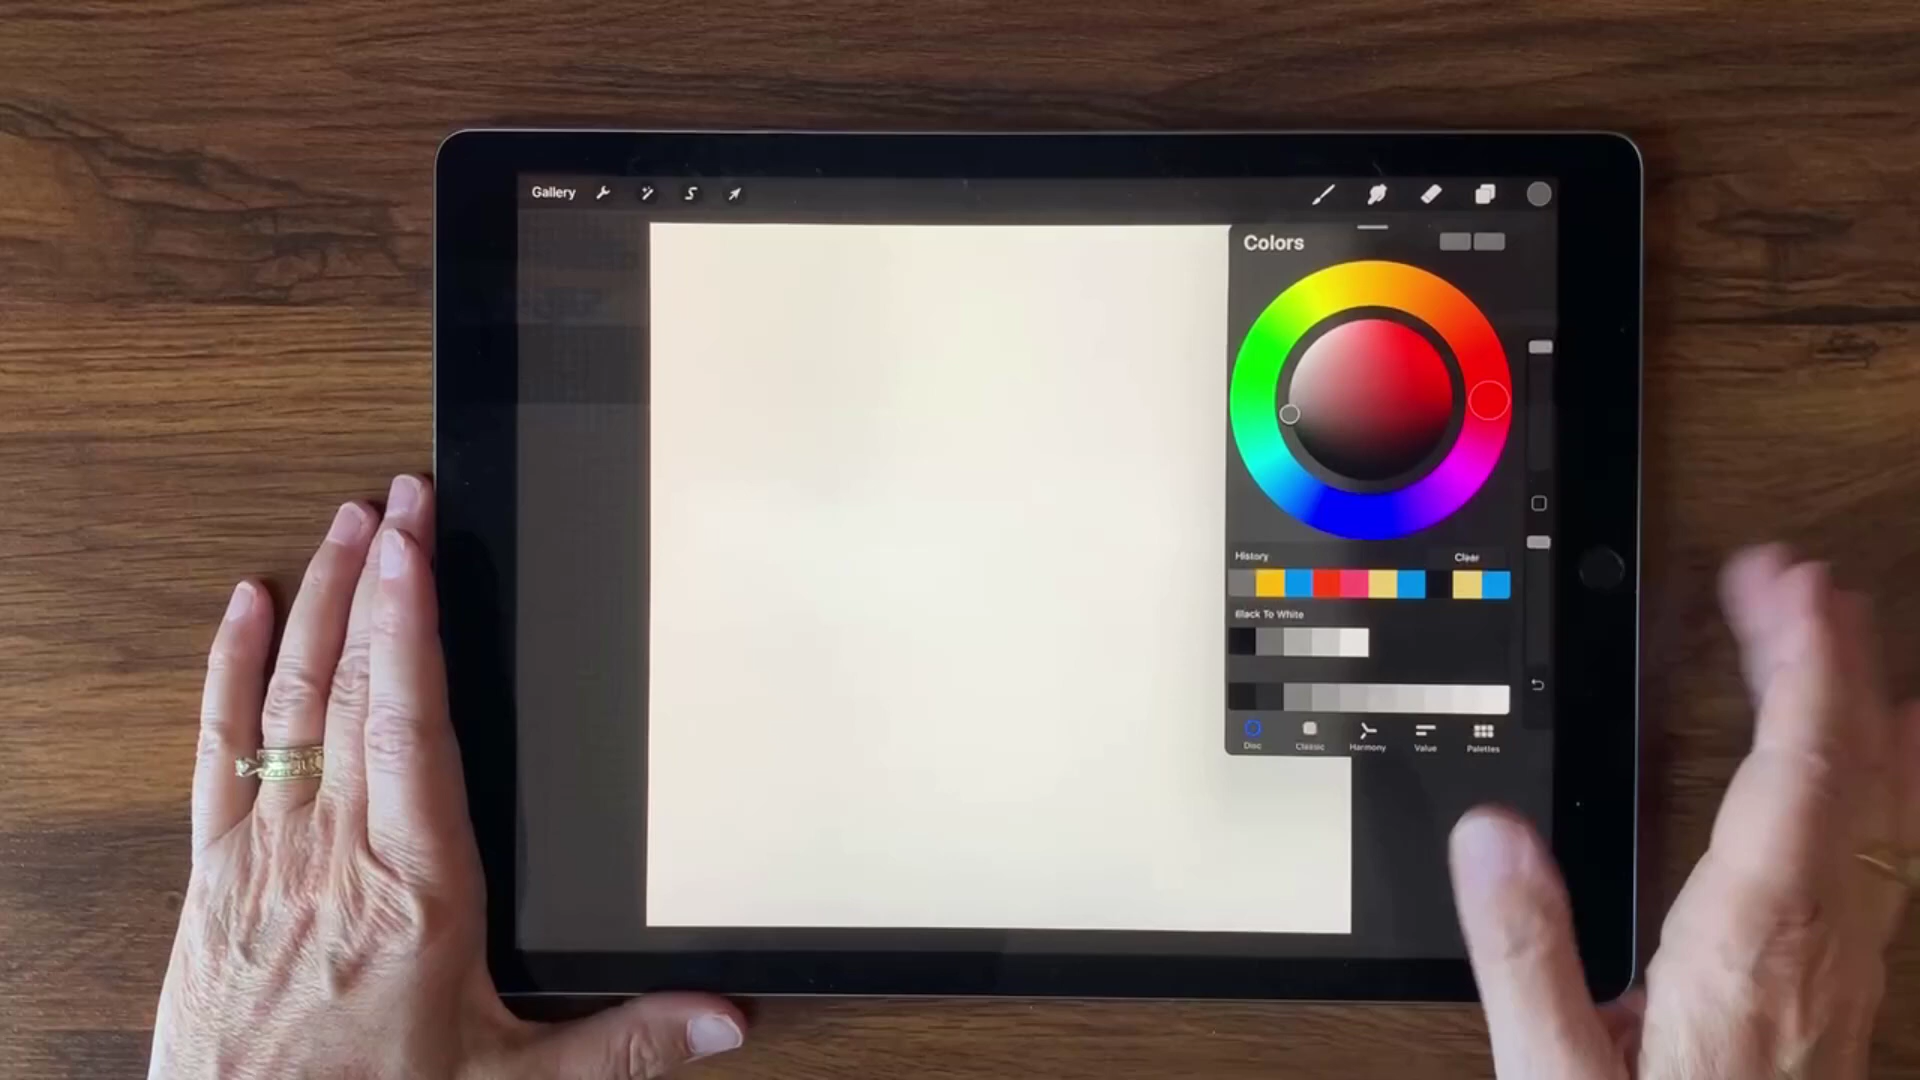 Gallery
Colors
History Clear
Black To White
Disc Classic Harmony Value Palettes